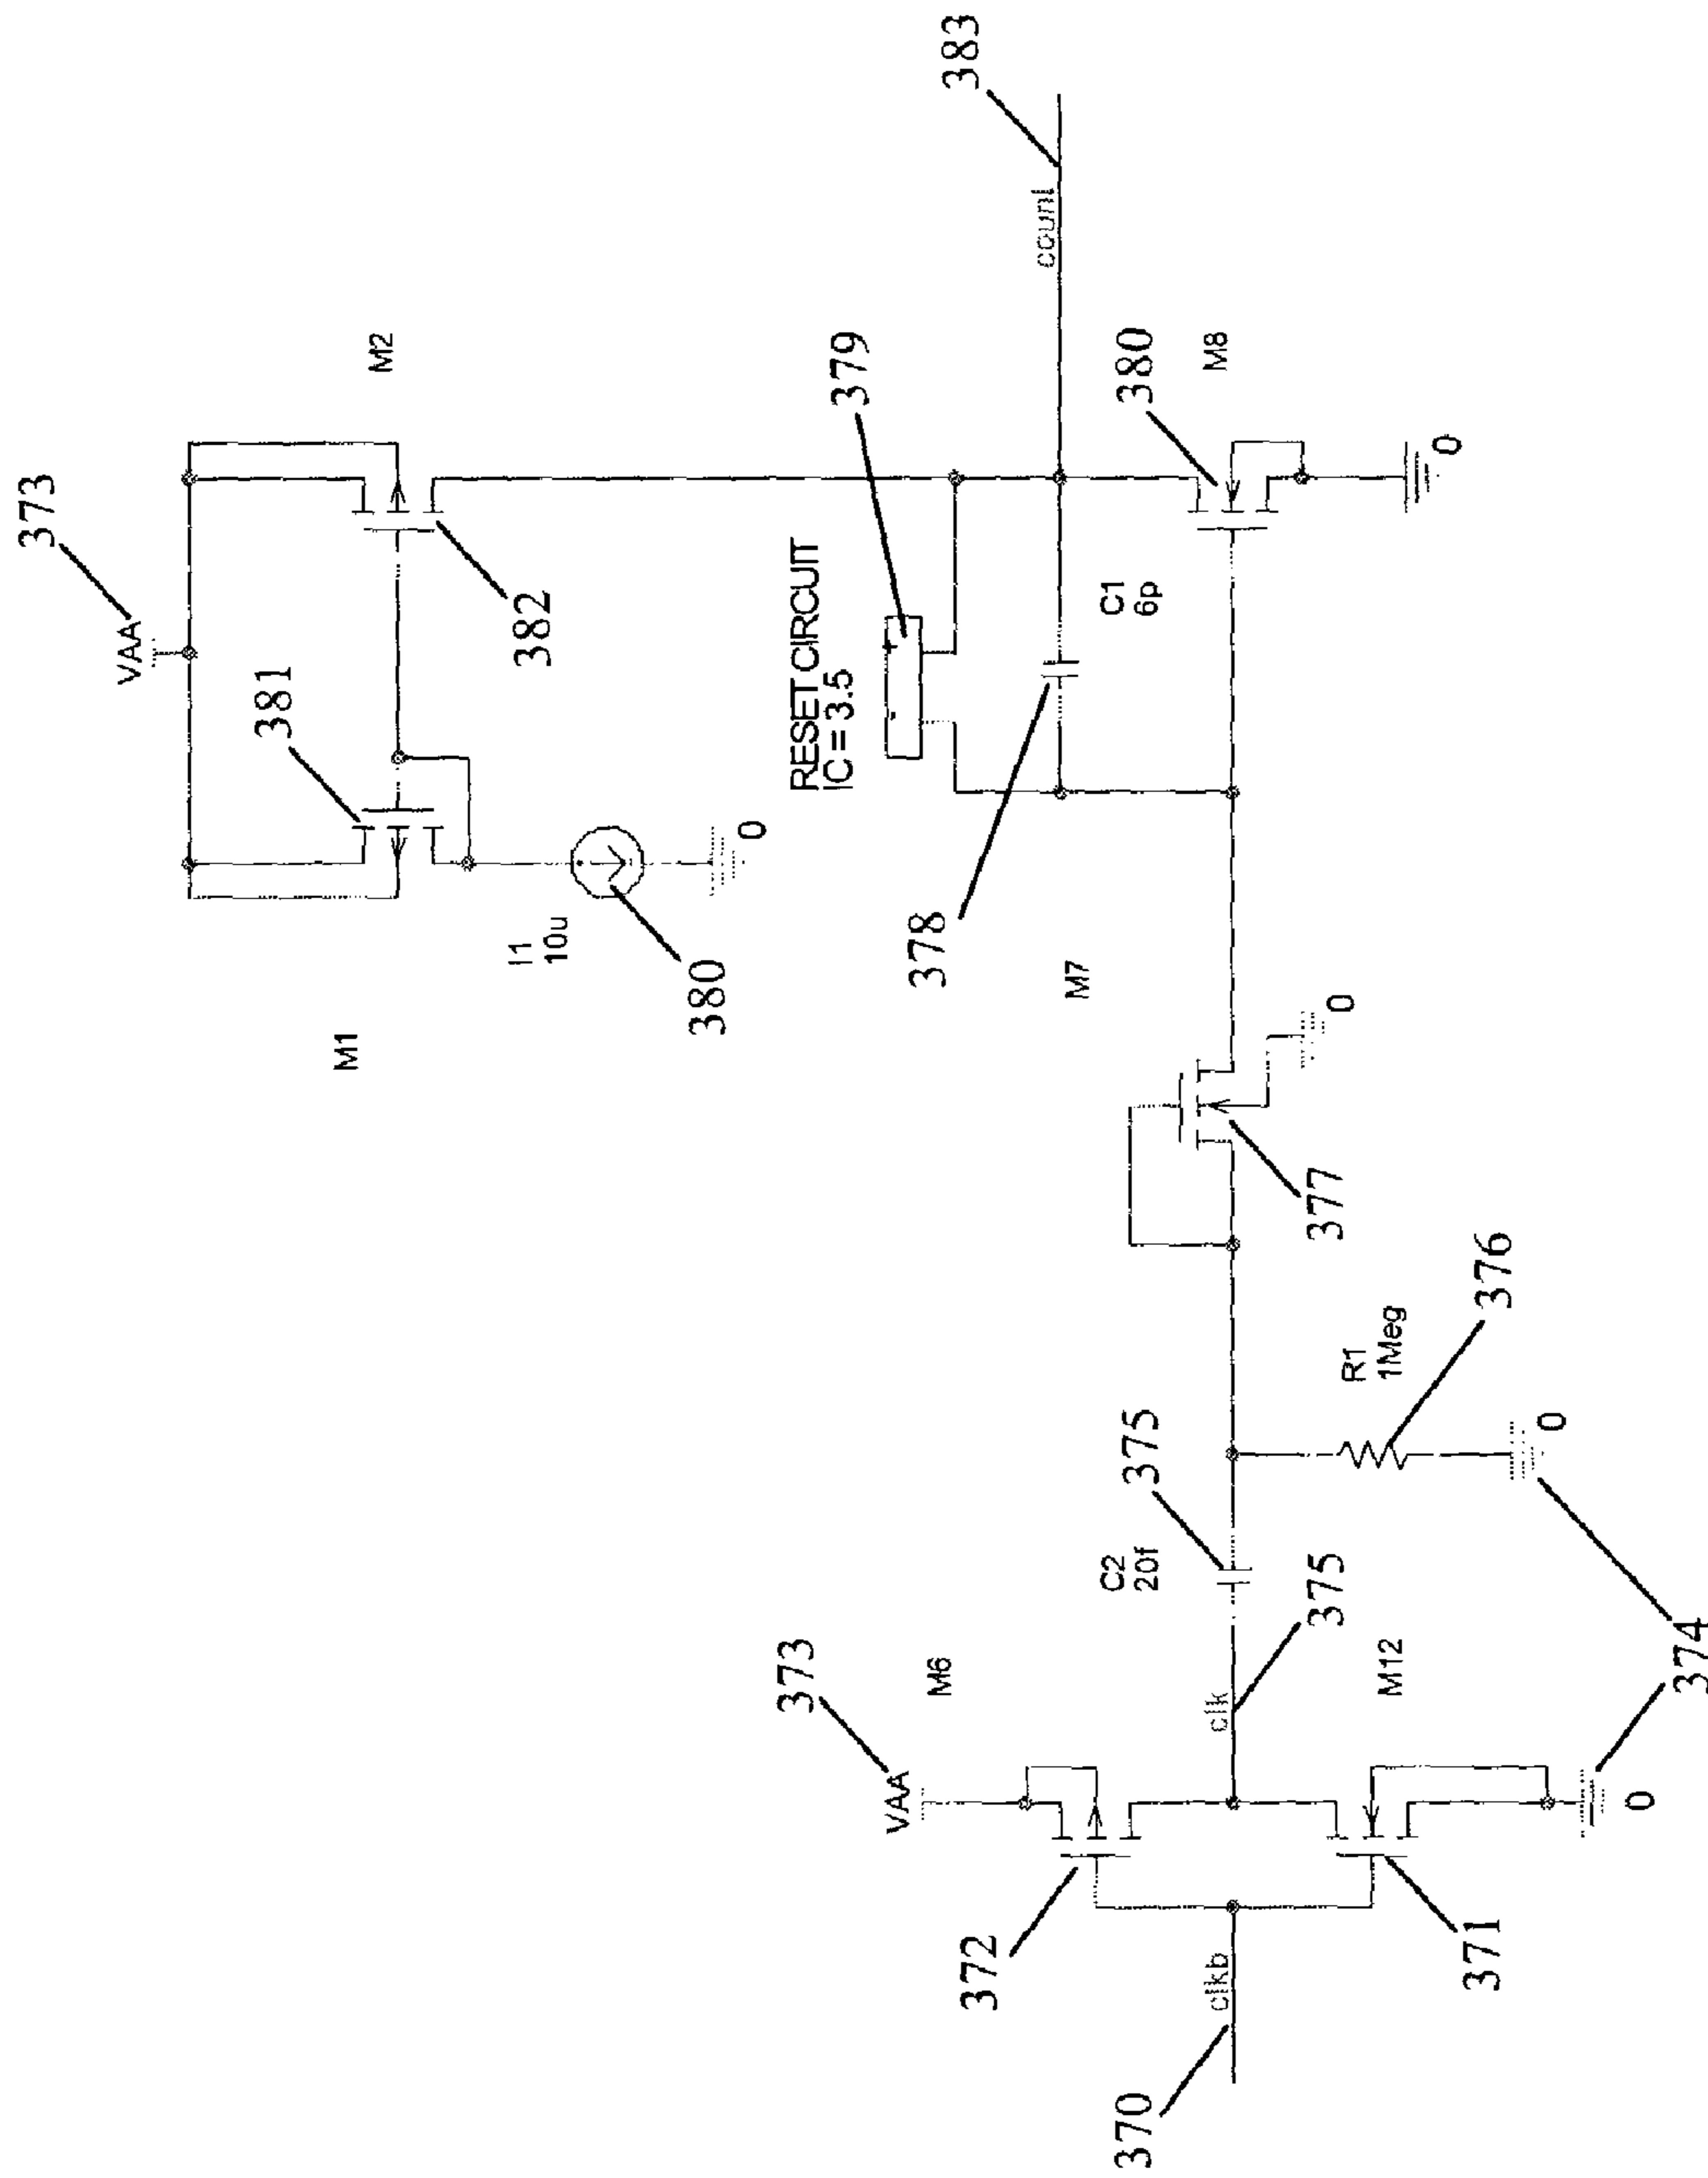 373
VAA
381
M1
M2
I1
10u
382
380
0
373
RESET CIRCUIT
IC = 3.5
379
VAA
M6
378
383
count
M7
C1
6p
380
M8
372
C2
20f
375
clkb
clk
370
375
377
0
R1
1Meg
M12
371
376
0
0
0
374